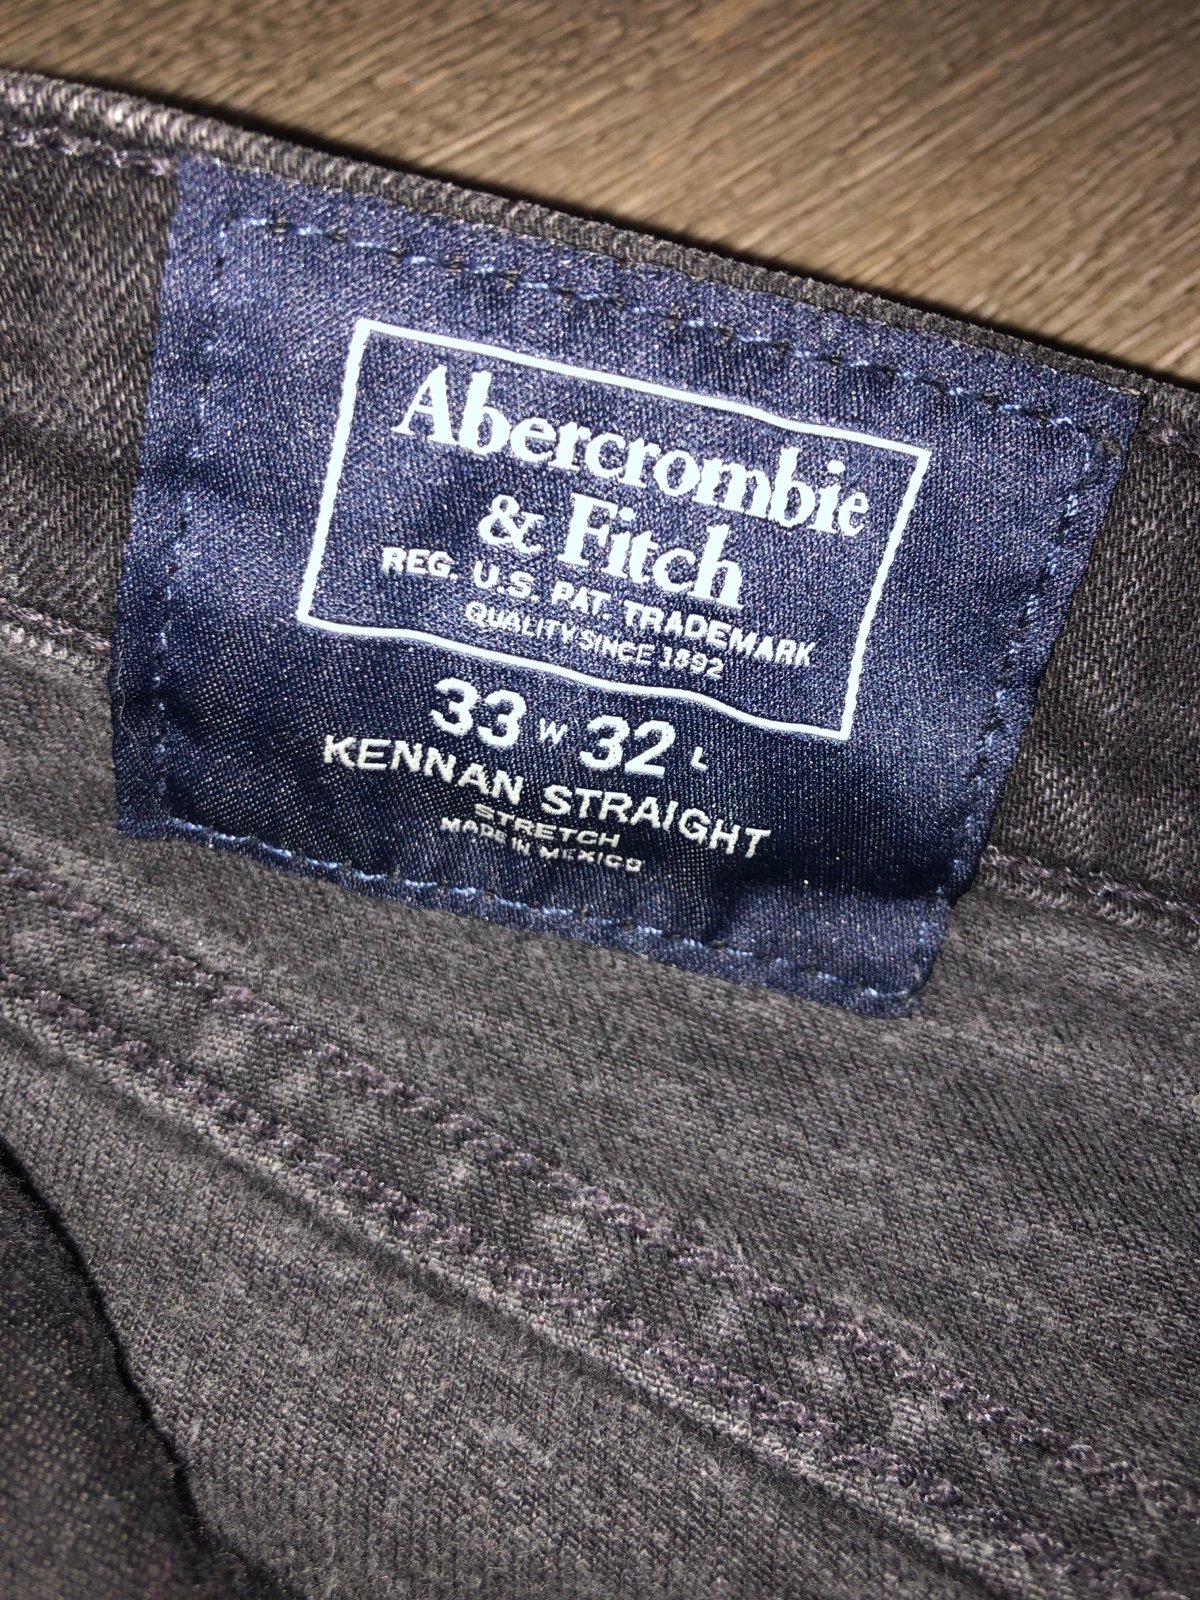 Abercrombie
& Fitch
REG. U.S. PAT. TRADEMARK
QUALITY SINCE 1892
33 W 32 L
KENNAN STRAIGHT
STRETCH
MADE IN MEXICO